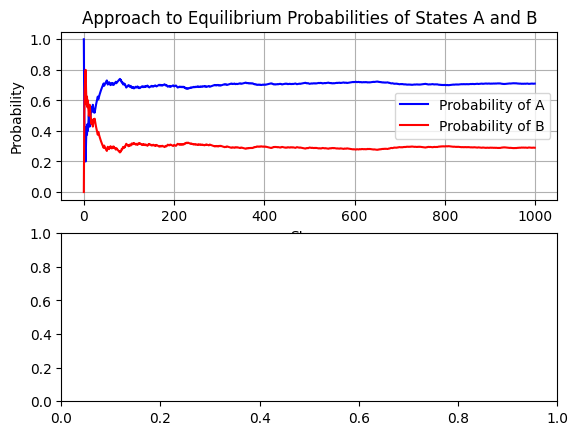 Approach to Equilibrium Probabilities of States A and B
1.0
0.8
0.6
0.4
0.2
0.0
Probability
Probability of A
Probability of B
0 200 400 600 800 1000
1.0
0.8
0.6
0.4
0.2
0.0
0.0 0.2 0.4 0.6 0.8 1.0